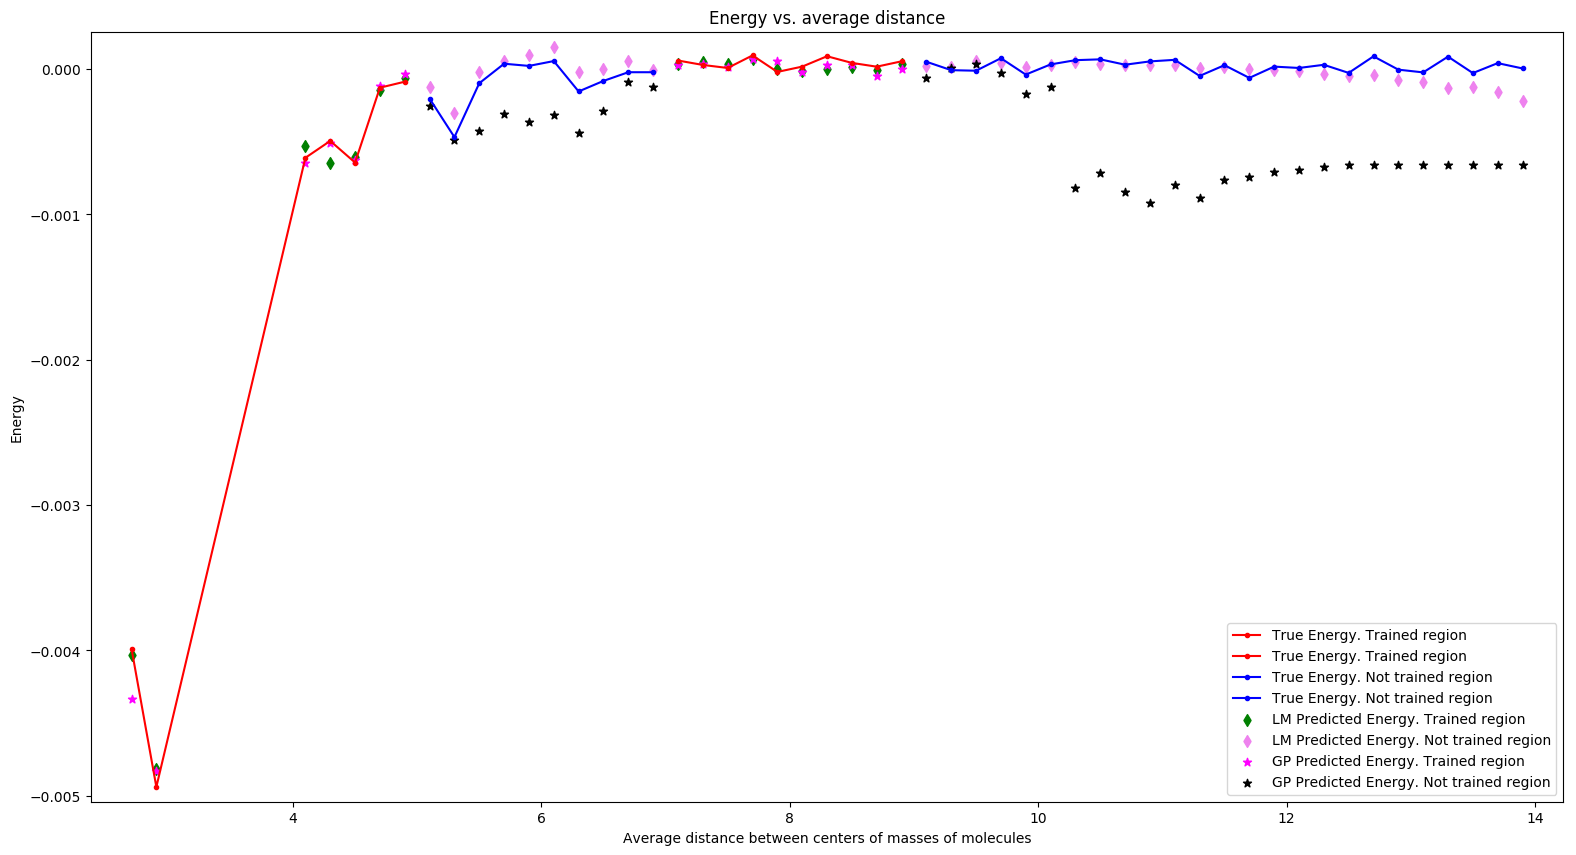 Energy vs. average distance
Energy
0.000
−0.001
−0.002
−0.003
−0.004
−0.005
4
6
8
10
12
14
Average distance between centers of masses of molecules
True Energy. Trained region
True Energy. Trained region
True Energy. Not trained region
True Energy. Not trained region
LM Predicted Energy. Trained region
LM Predicted Energy. Not trained region
GP Predicted Energy. Trained region
GP Predicted Energy. Not trained region